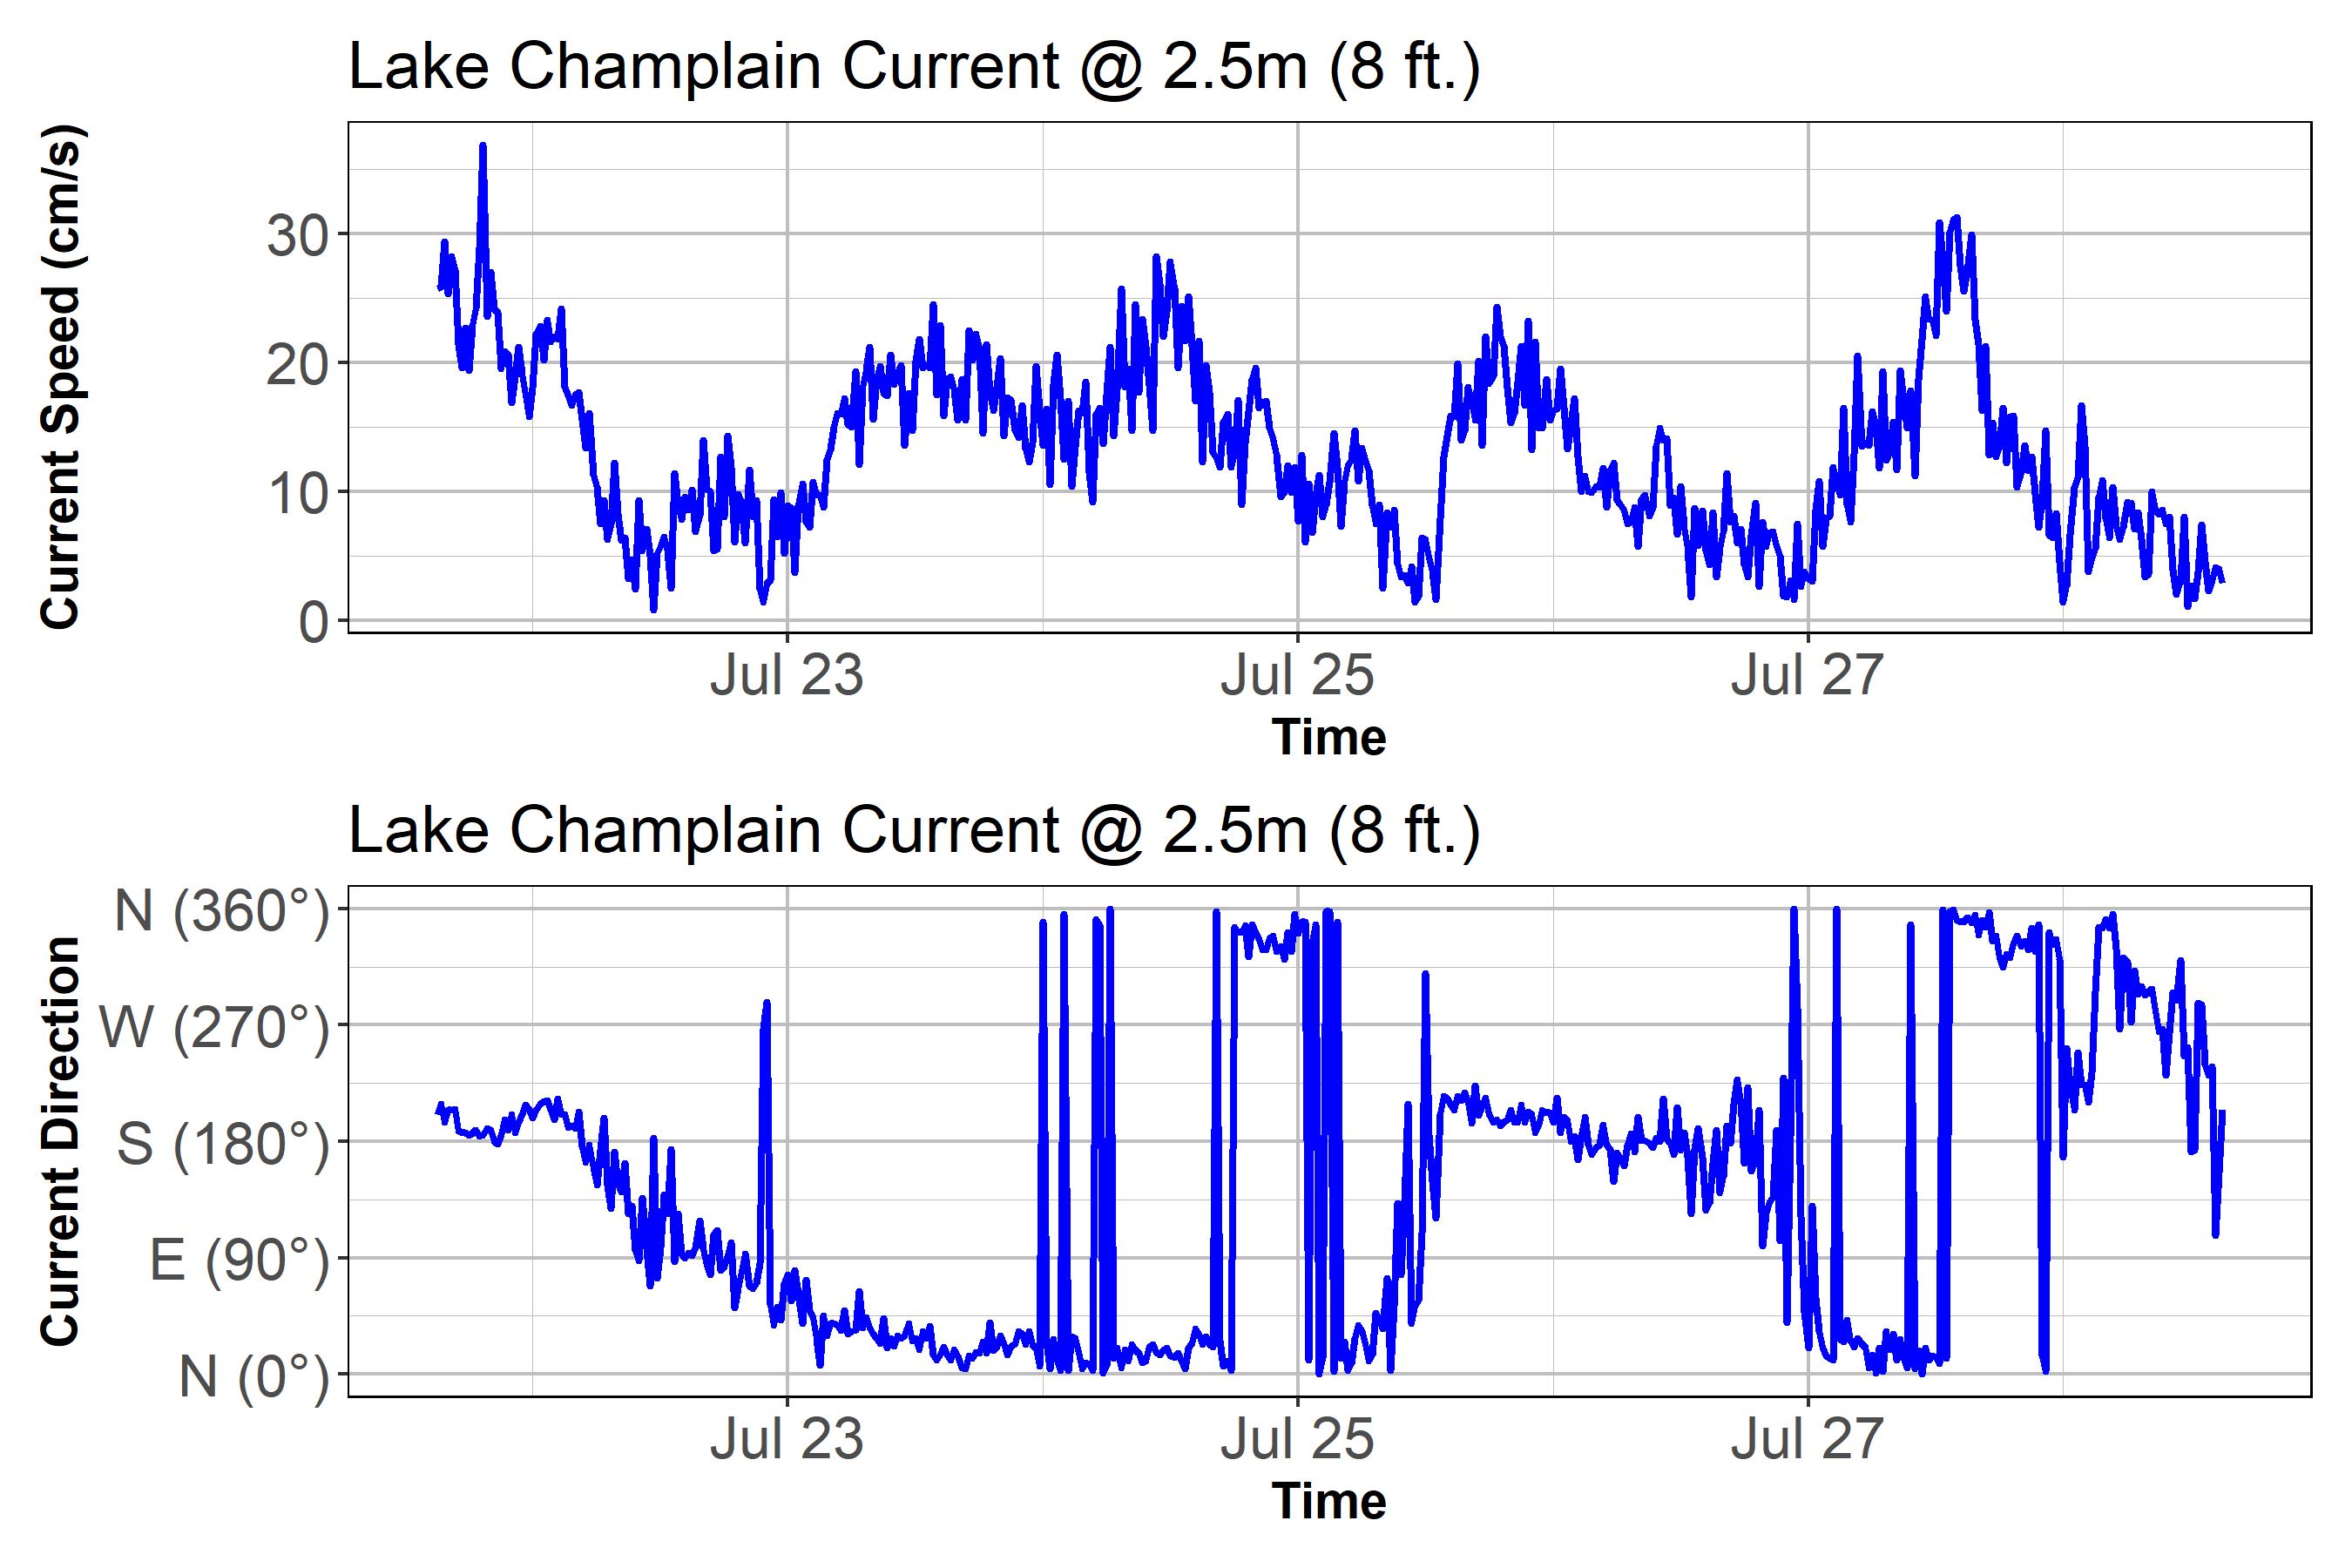 Lake Champlain Current @ 2.5m (8 ft.)
Current Speed (cm/s)
30
20
10
0
Jul 23 Jul 25 Jul 27
Time
Lake Champlain Current @ 2.5m (8 ft.)
Current Direction
N (360°)
W (270°)
S (180°)
E (90°)
N (0°)
Jul 23 Jul 25 Jul 27
Time